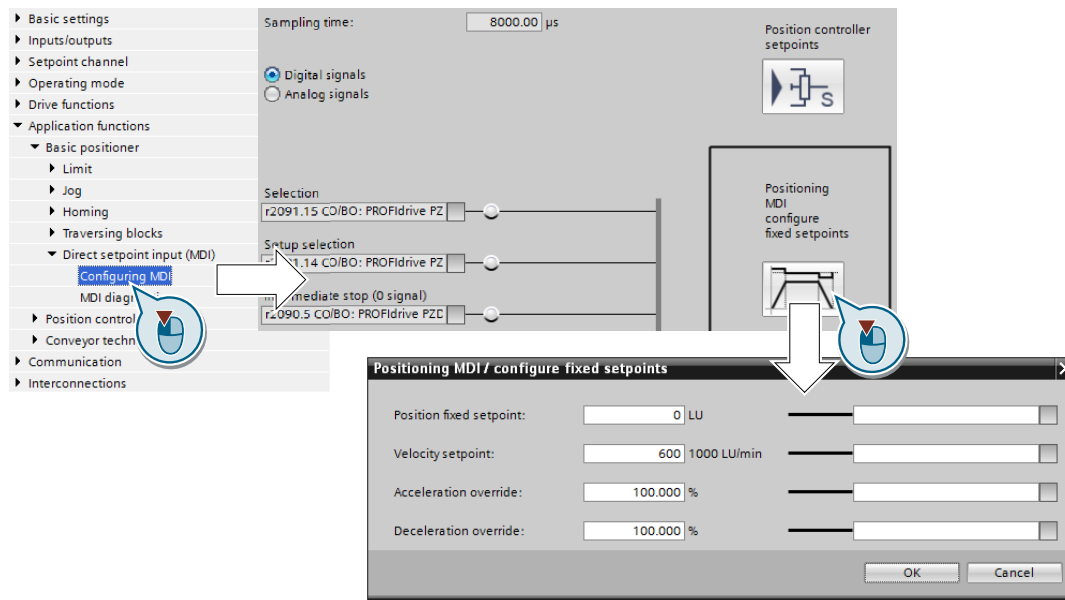 Basic settings
Inputs/outputs
Setpoint channel
Operating mode
Drive functions
Application functions
Basic positioner
Limit
Jog
Homing
Traversing blocks
Direct setpoint input (MDI)
Configuring MDI
MDI
Position control
Conveyor techn
Communication
Interconnections
Sampling time: 8000.00 µs
Digital signals
Analog signals
Selection
r2091.15 CO/BO: PROFIdrive PZ
Setup selection
.14 CO/BO: PROFIdrive PZ
stop (0 signal)
r2090.5 CO/BO: PROFIdrive PZD
Position controller
setpoints
S
Positioning
MDI
configure
fixed setpoints
Positioning MDI / configure fixed setpoints
Position fixed setpoint: 0 LU
Velocity setpoint: 600 1000 LU/min
Acceleration override: 100.000 %
Deceleration override: 100.000 %
OK Cancel